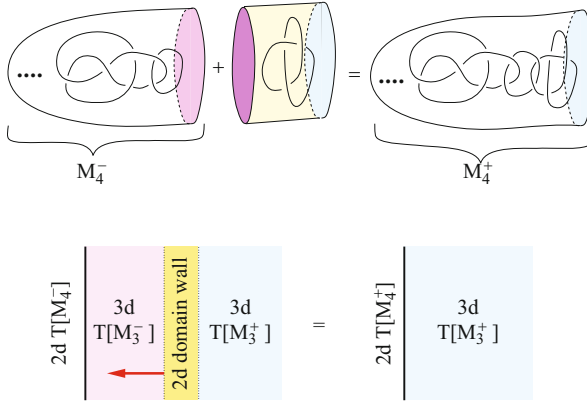 ....
+
=
....
M₄⁻
M₄⁺
2d T[M₄⁻]
3d
T[M₃⁻]
2d domain wall
3d
T[M₃⁺]
=
2d T[M₄⁺]
3d
T[M₃⁺]